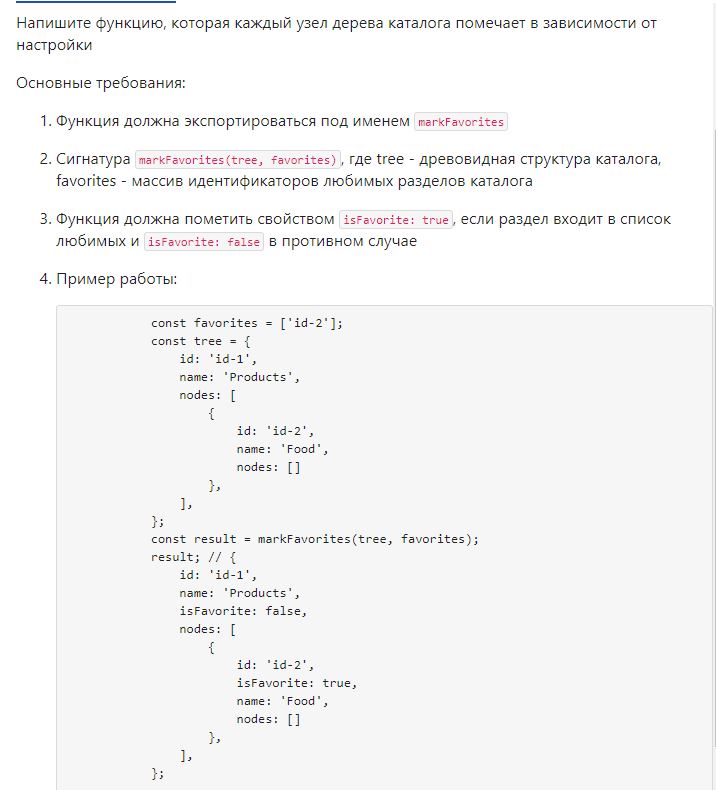 Напишите функцию, которая каждый узел дерева каталога помечает в зависимости от
настройки
Основные требования:
1. Функция должна экспортироваться под именем markFavorites
2. Сигнатура markFavorites(tree, favorites), где tree - древовидная структура каталога,
favorites - массив идентификаторов любимых разделов каталога
3. Функция должна пометить свойством isFavorite: true, если раздел входит в список
любимых и isFavorite: false в противном случае
4. Пример работы:
const favorites = ['id-2'];
const tree = {
    id: 'id-1',
    name: 'Products',
    nodes: [
        {
            id: 'id-2',
            name: 'Food',
            nodes: []
        },
    ],
};
const result = markFavorites(tree, favorites);
result; // {
    id: 'id-1',
    name: 'Products',
    isFavorite: false,
    nodes: [
        {
            id: 'id-2',
            isFavorite: true,
            name: 'Food',
            nodes: []
        },
    ],
};